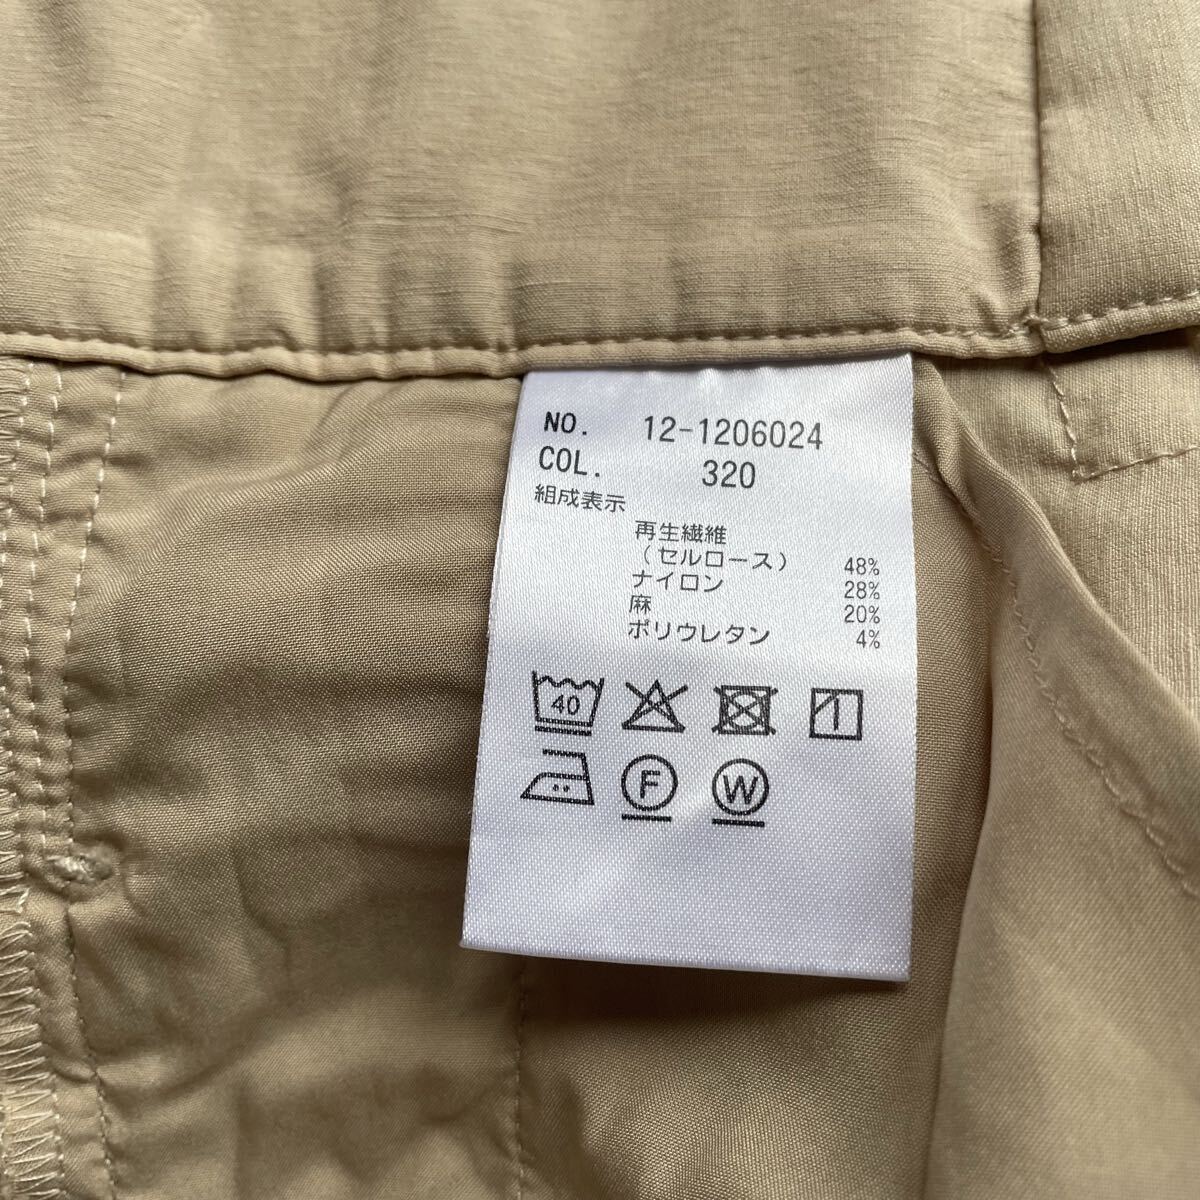 NO. 12-1206024
COL. 320
組成表示
再生繊維
(セルロース) 48%
ナイロン 28%
麻 20%
ポリウレタン 4%
40
F W